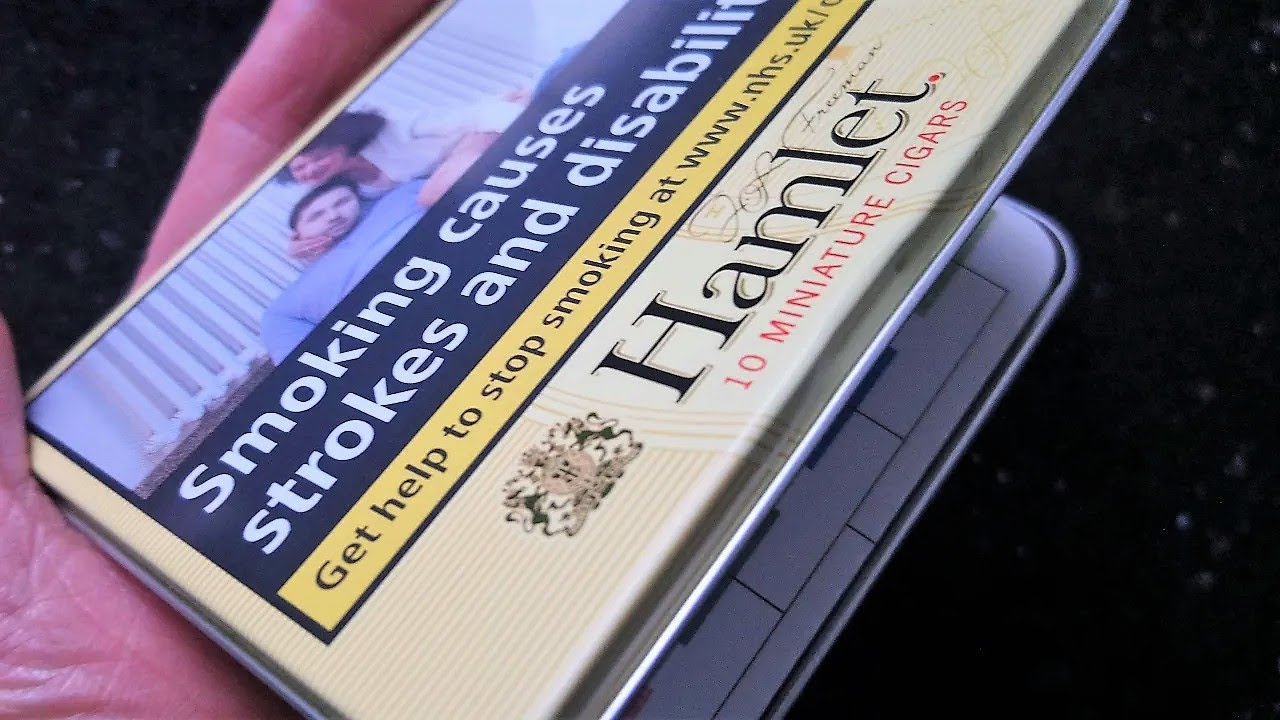 Smoking causes
strokes and disabilit
Get help to stop smoking at www.nhs.uk/
Freeman
Hamlet.
10 MINIATURE CIGARS